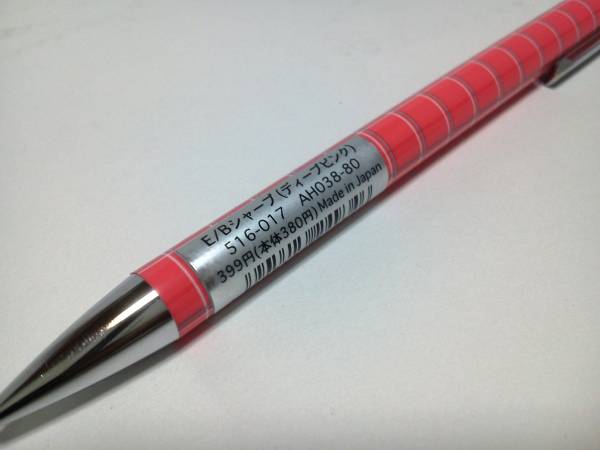 E/Bシャープ(ディープピンク)
516-017 AH038-80
399円(本体380円) Made in Japan